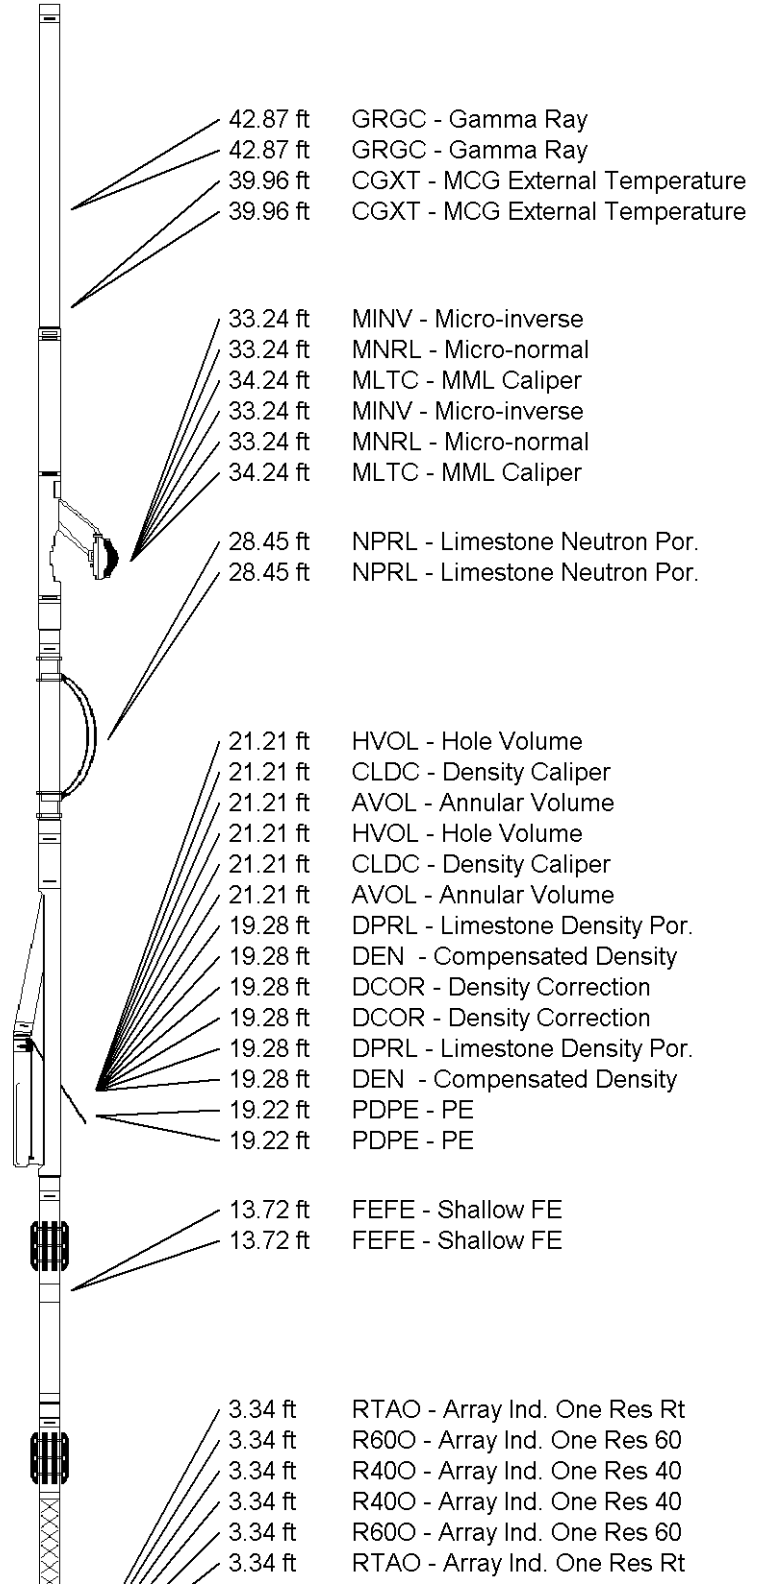 42.87 ft GRGC - Gamma Ray
42.87 ft GRGC - Gamma Ray
39.96 ft CGXT - MCG External Temperature
39.96 ft CGXT - MCG External Temperature
33.24 ft MINV - Micro-inverse
33.24 ft MNRL - Micro-normal
34.24 ft MLTC - MML Caliper
33.24 ft MINV - Micro-inverse
33.24 ft MNRL - Micro-normal
34.24 ft MLTC - MML Caliper
28.45 ft NPRL - Limestone Neutron Por.
28.45 ft NPRL - Limestone Neutron Por.
21.21 ft HVOL - Hole Volume
21.21 ft CLDC - Density Caliper
21.21 ft AVOL - Annular Volume
21.21 ft HVOL - Hole Volume
21.21 ft CLDC - Density Caliper
21.21 ft AVOL - Annular Volume
19.28 ft DPRL - Limestone Density Por.
19.28 ft DEN - Compensated Density
19.28 ft DCOR - Density Correction
19.28 ft DCOR - Density Correction
19.28 ft DPRL - Limestone Density Por.
19.28 ft DEN - Compensated Density
19.22 ft PDPE - PE
19.22 ft PDPE - PE
13.72 ft FEFE - Shallow FE
13.72 ft FEFE - Shallow FE
3.34 ft RTAO - Array Ind. One Res Rt
3.34 ft R60O - Array Ind. One Res 60
3.34 ft R40O - Array Ind. One Res 40
3.34 ft R40O - Array Ind. One Res 40
3.34 ft R60O - Array Ind. One Res 60
3.34 ft RTAO - Array Ind. One Res Rt